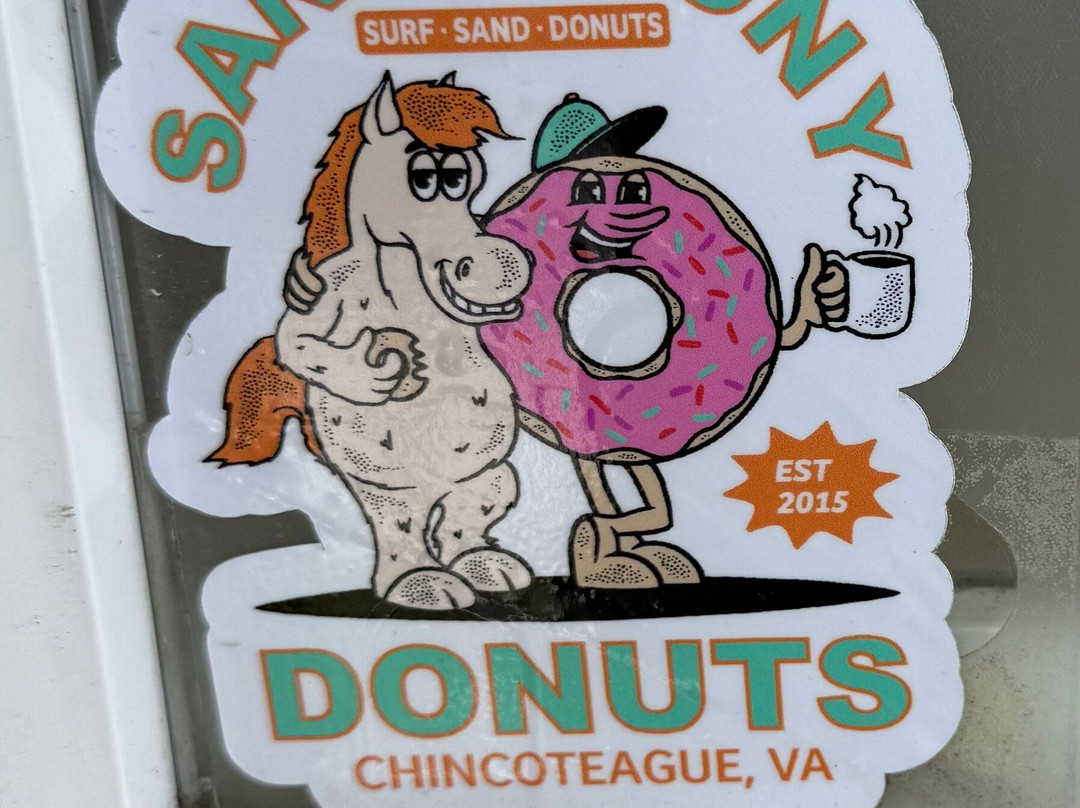 SURF · SAND · DONUTS
EST
2015
DONUTS
CHINCOTEAGUE, VA